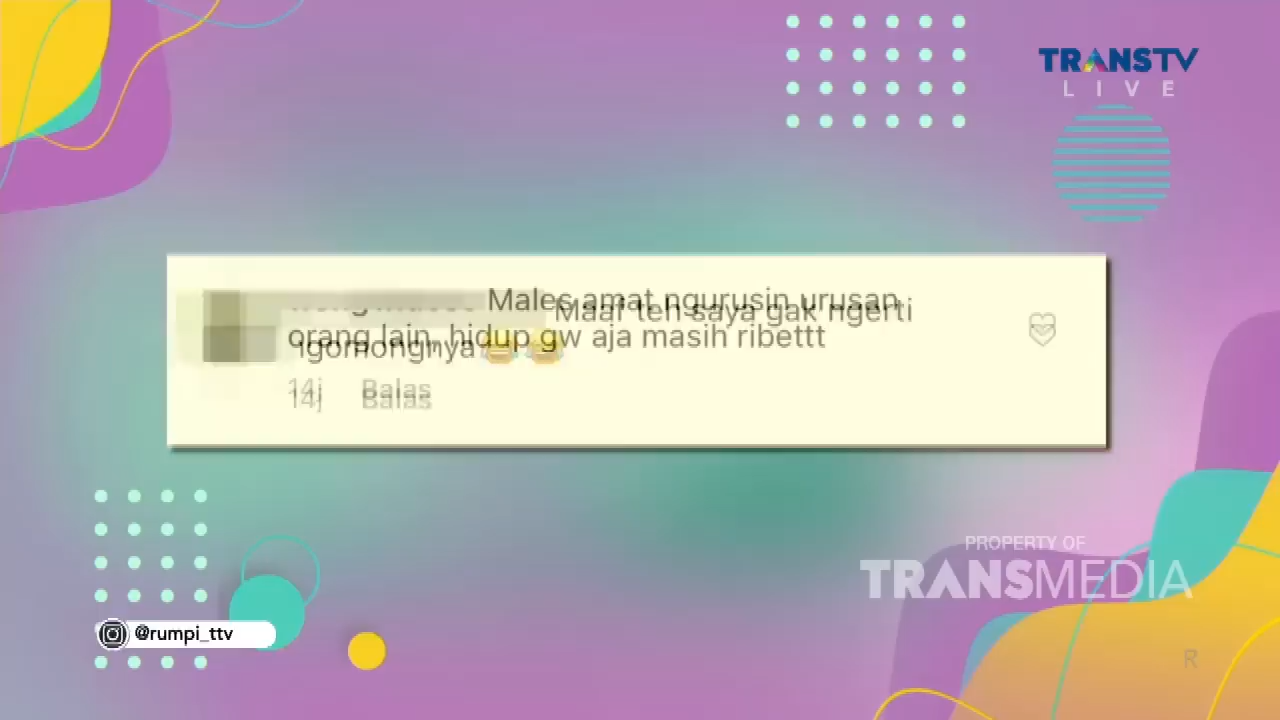 TRANSTV
LIVE
Males amat ngurusin urusan
orang lain, hidup gw aja masih ribettt
14j Balas
Maaf teh saya gak ngerti
ngomongnya
14j Balas
PROPERTY OF
TRANSMEDIA
@rumpi_ttv
R